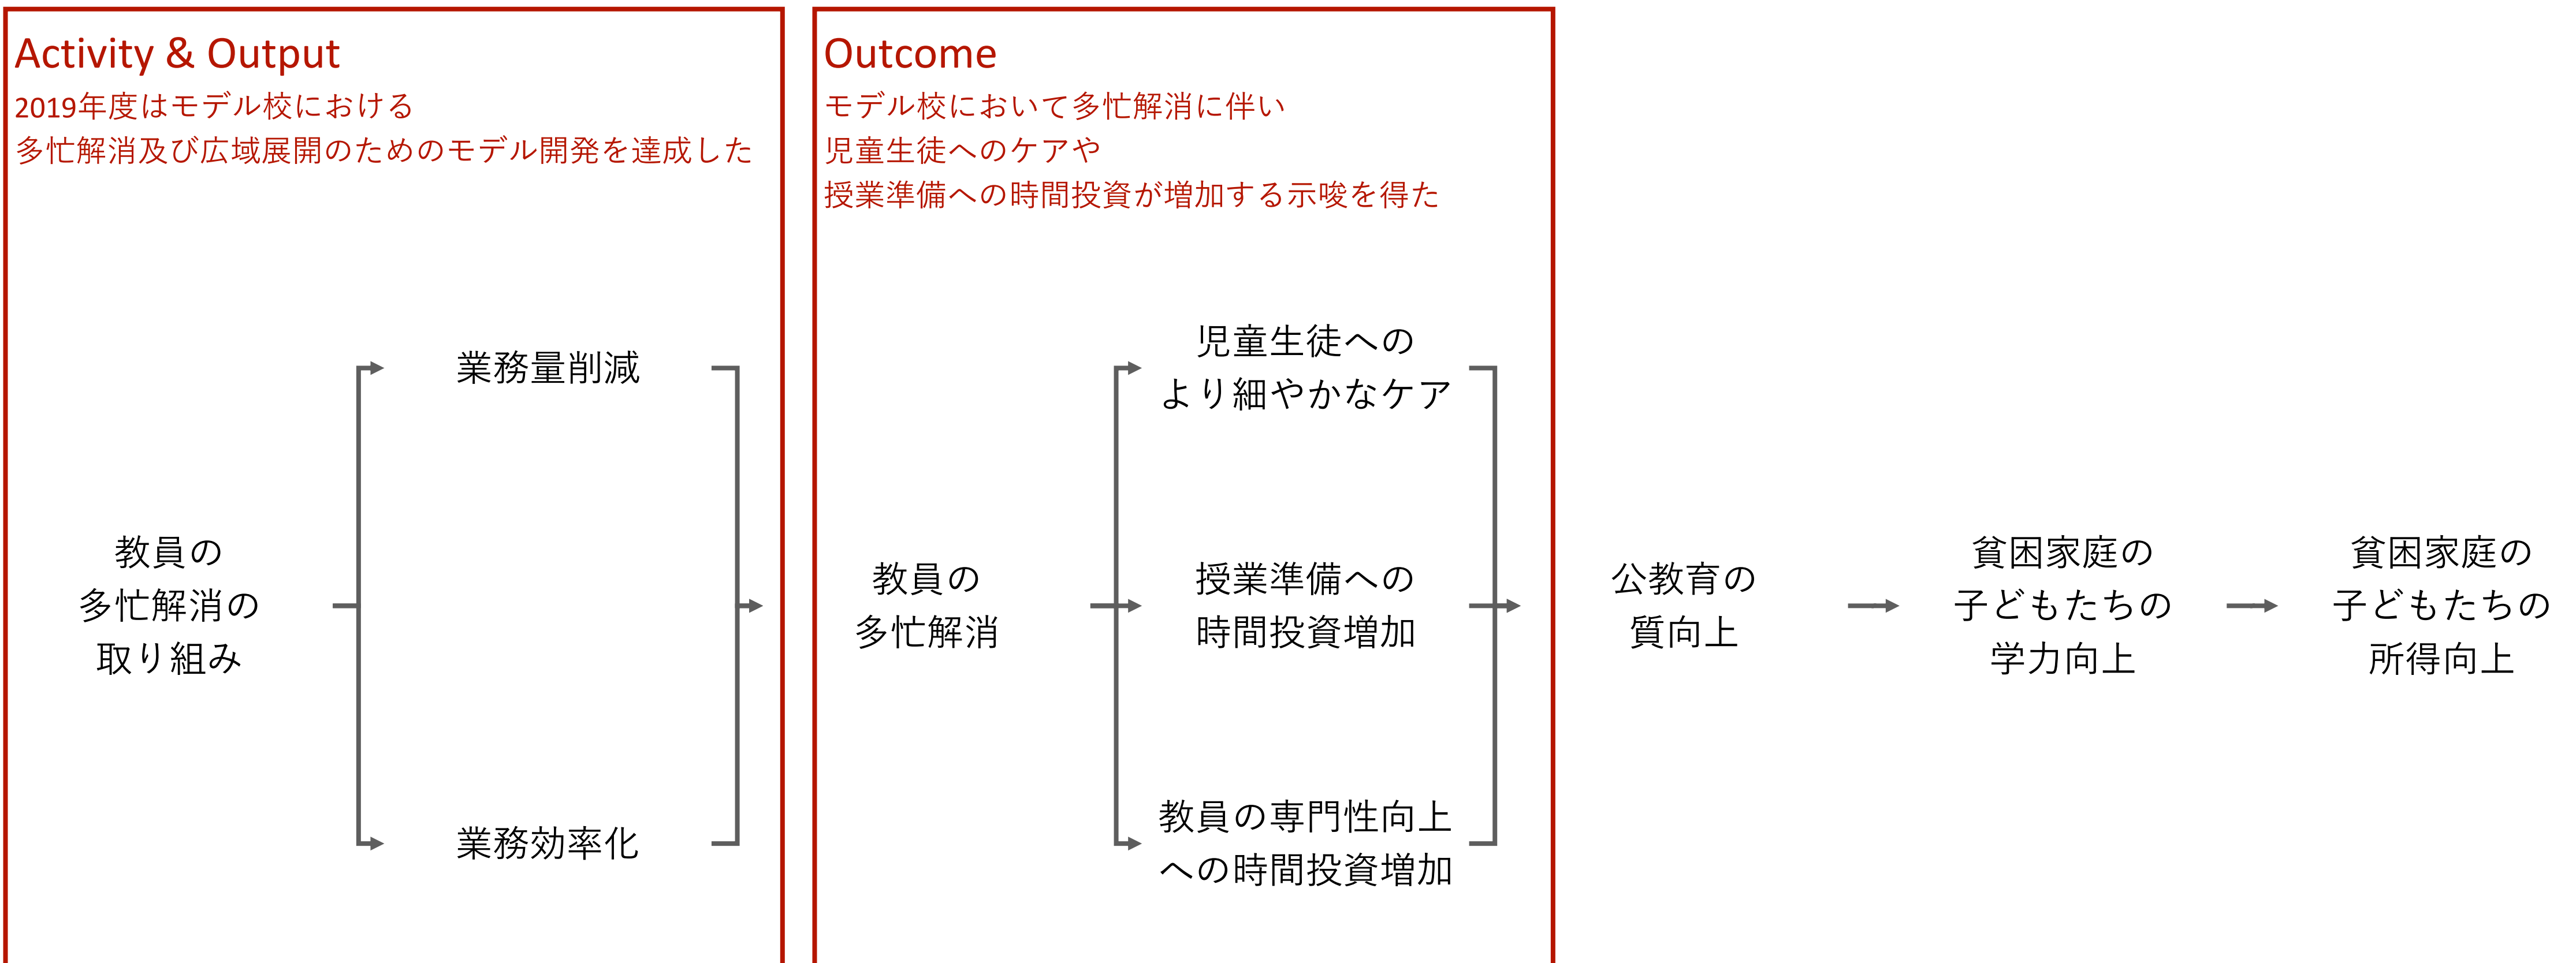 Activity & Output
2019年度はモデル校における
多忙解消及び広域展開のためのモデル開発を達成した
Outcome
モデル校において多忙解消に伴い
児童生徒へのケアや
授業準備への時間投資が増加する示唆を得た
教員の
多忙解消の
取り組み
業務量削減
業務効率化
教員の
多忙解消
児童生徒への
より細やかなケア
授業準備への
時間投資増加
教員の専門性向上
への時間投資増加
公教育の
質向上
貧困家庭の
子どもたちの
学力向上
貧困家庭の
子どもたちの
所得向上